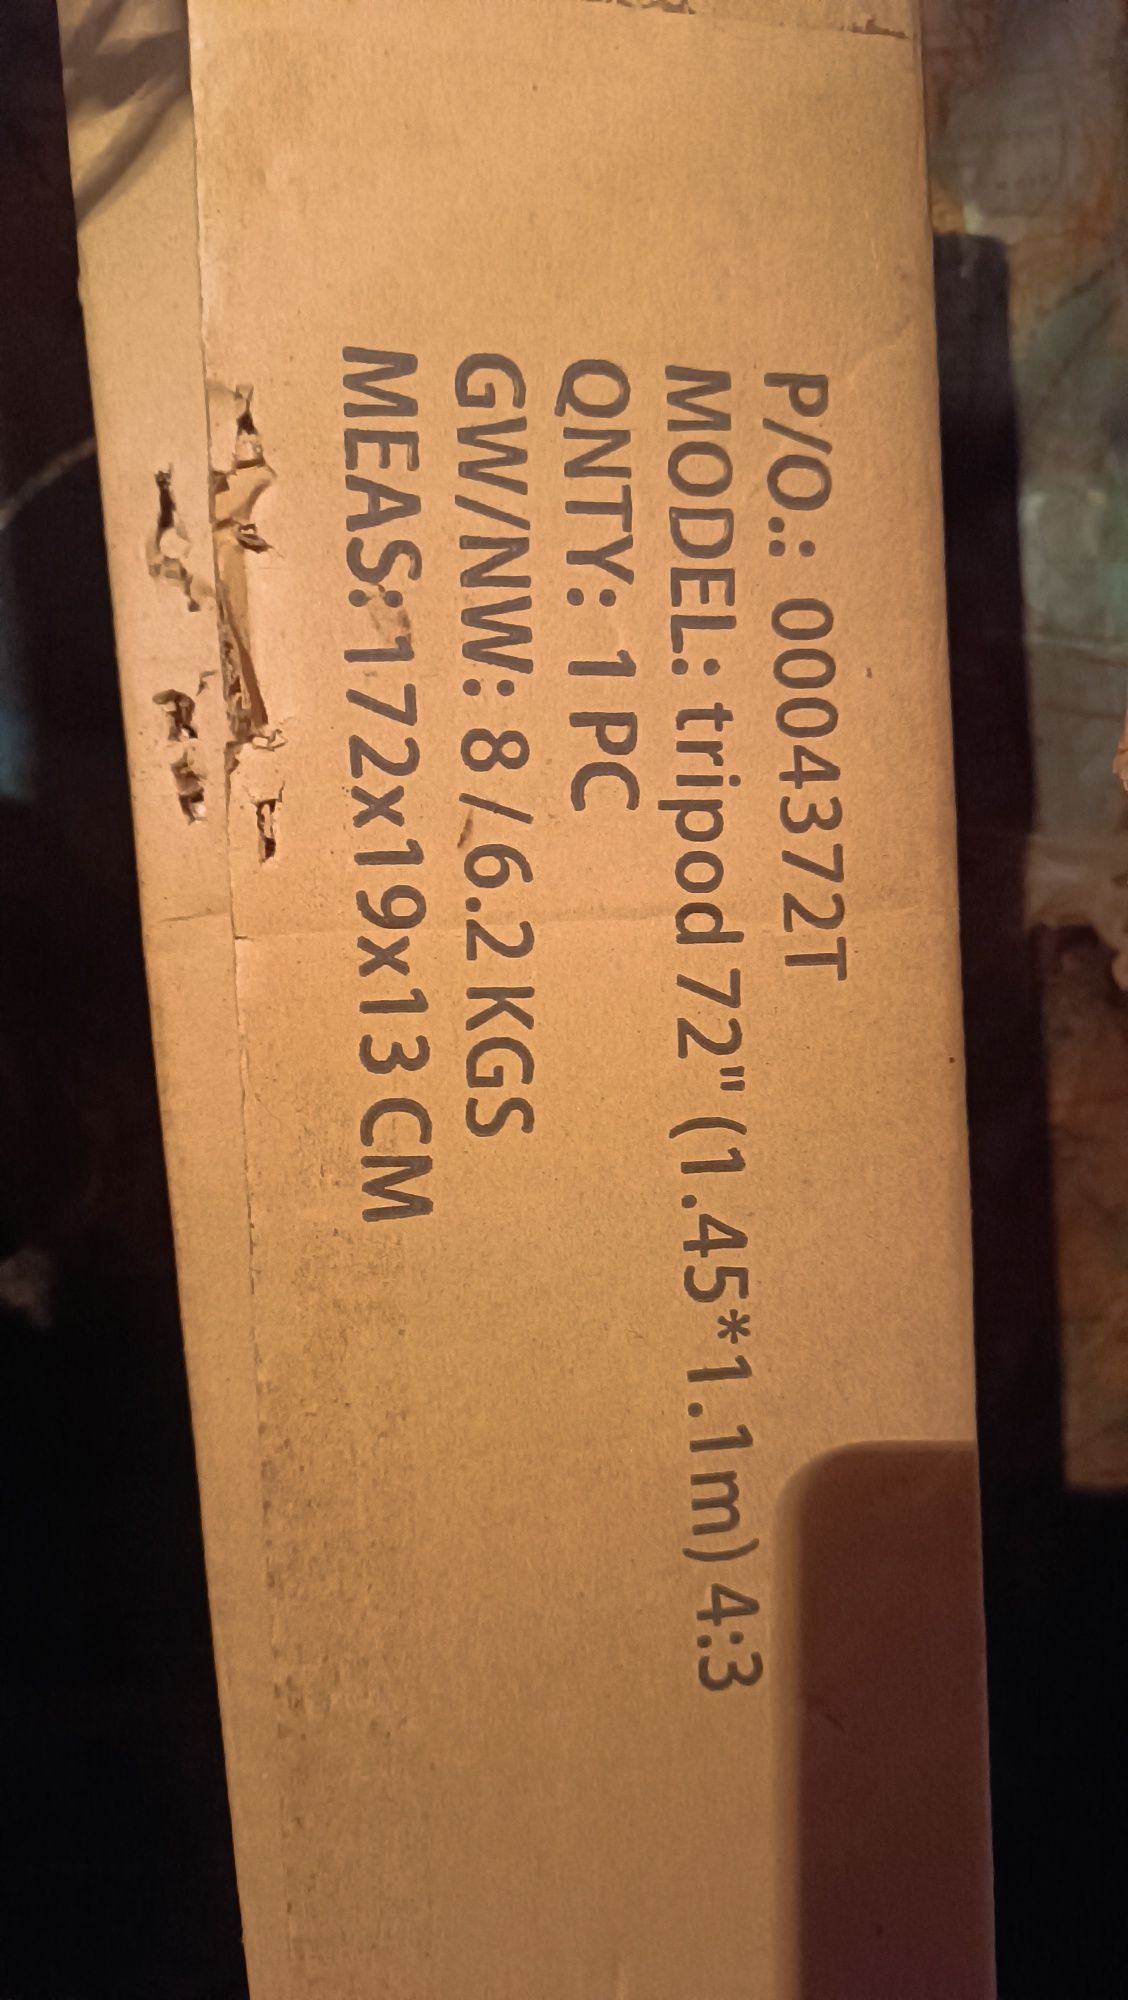 P/O.: 0004372T
MODEL: tripod 72" (1.45*1.1m) 4:3
QNTY: 1 PC
GW/NW: 8 / 6.2 KGS
MEAS:172x19x13 CM